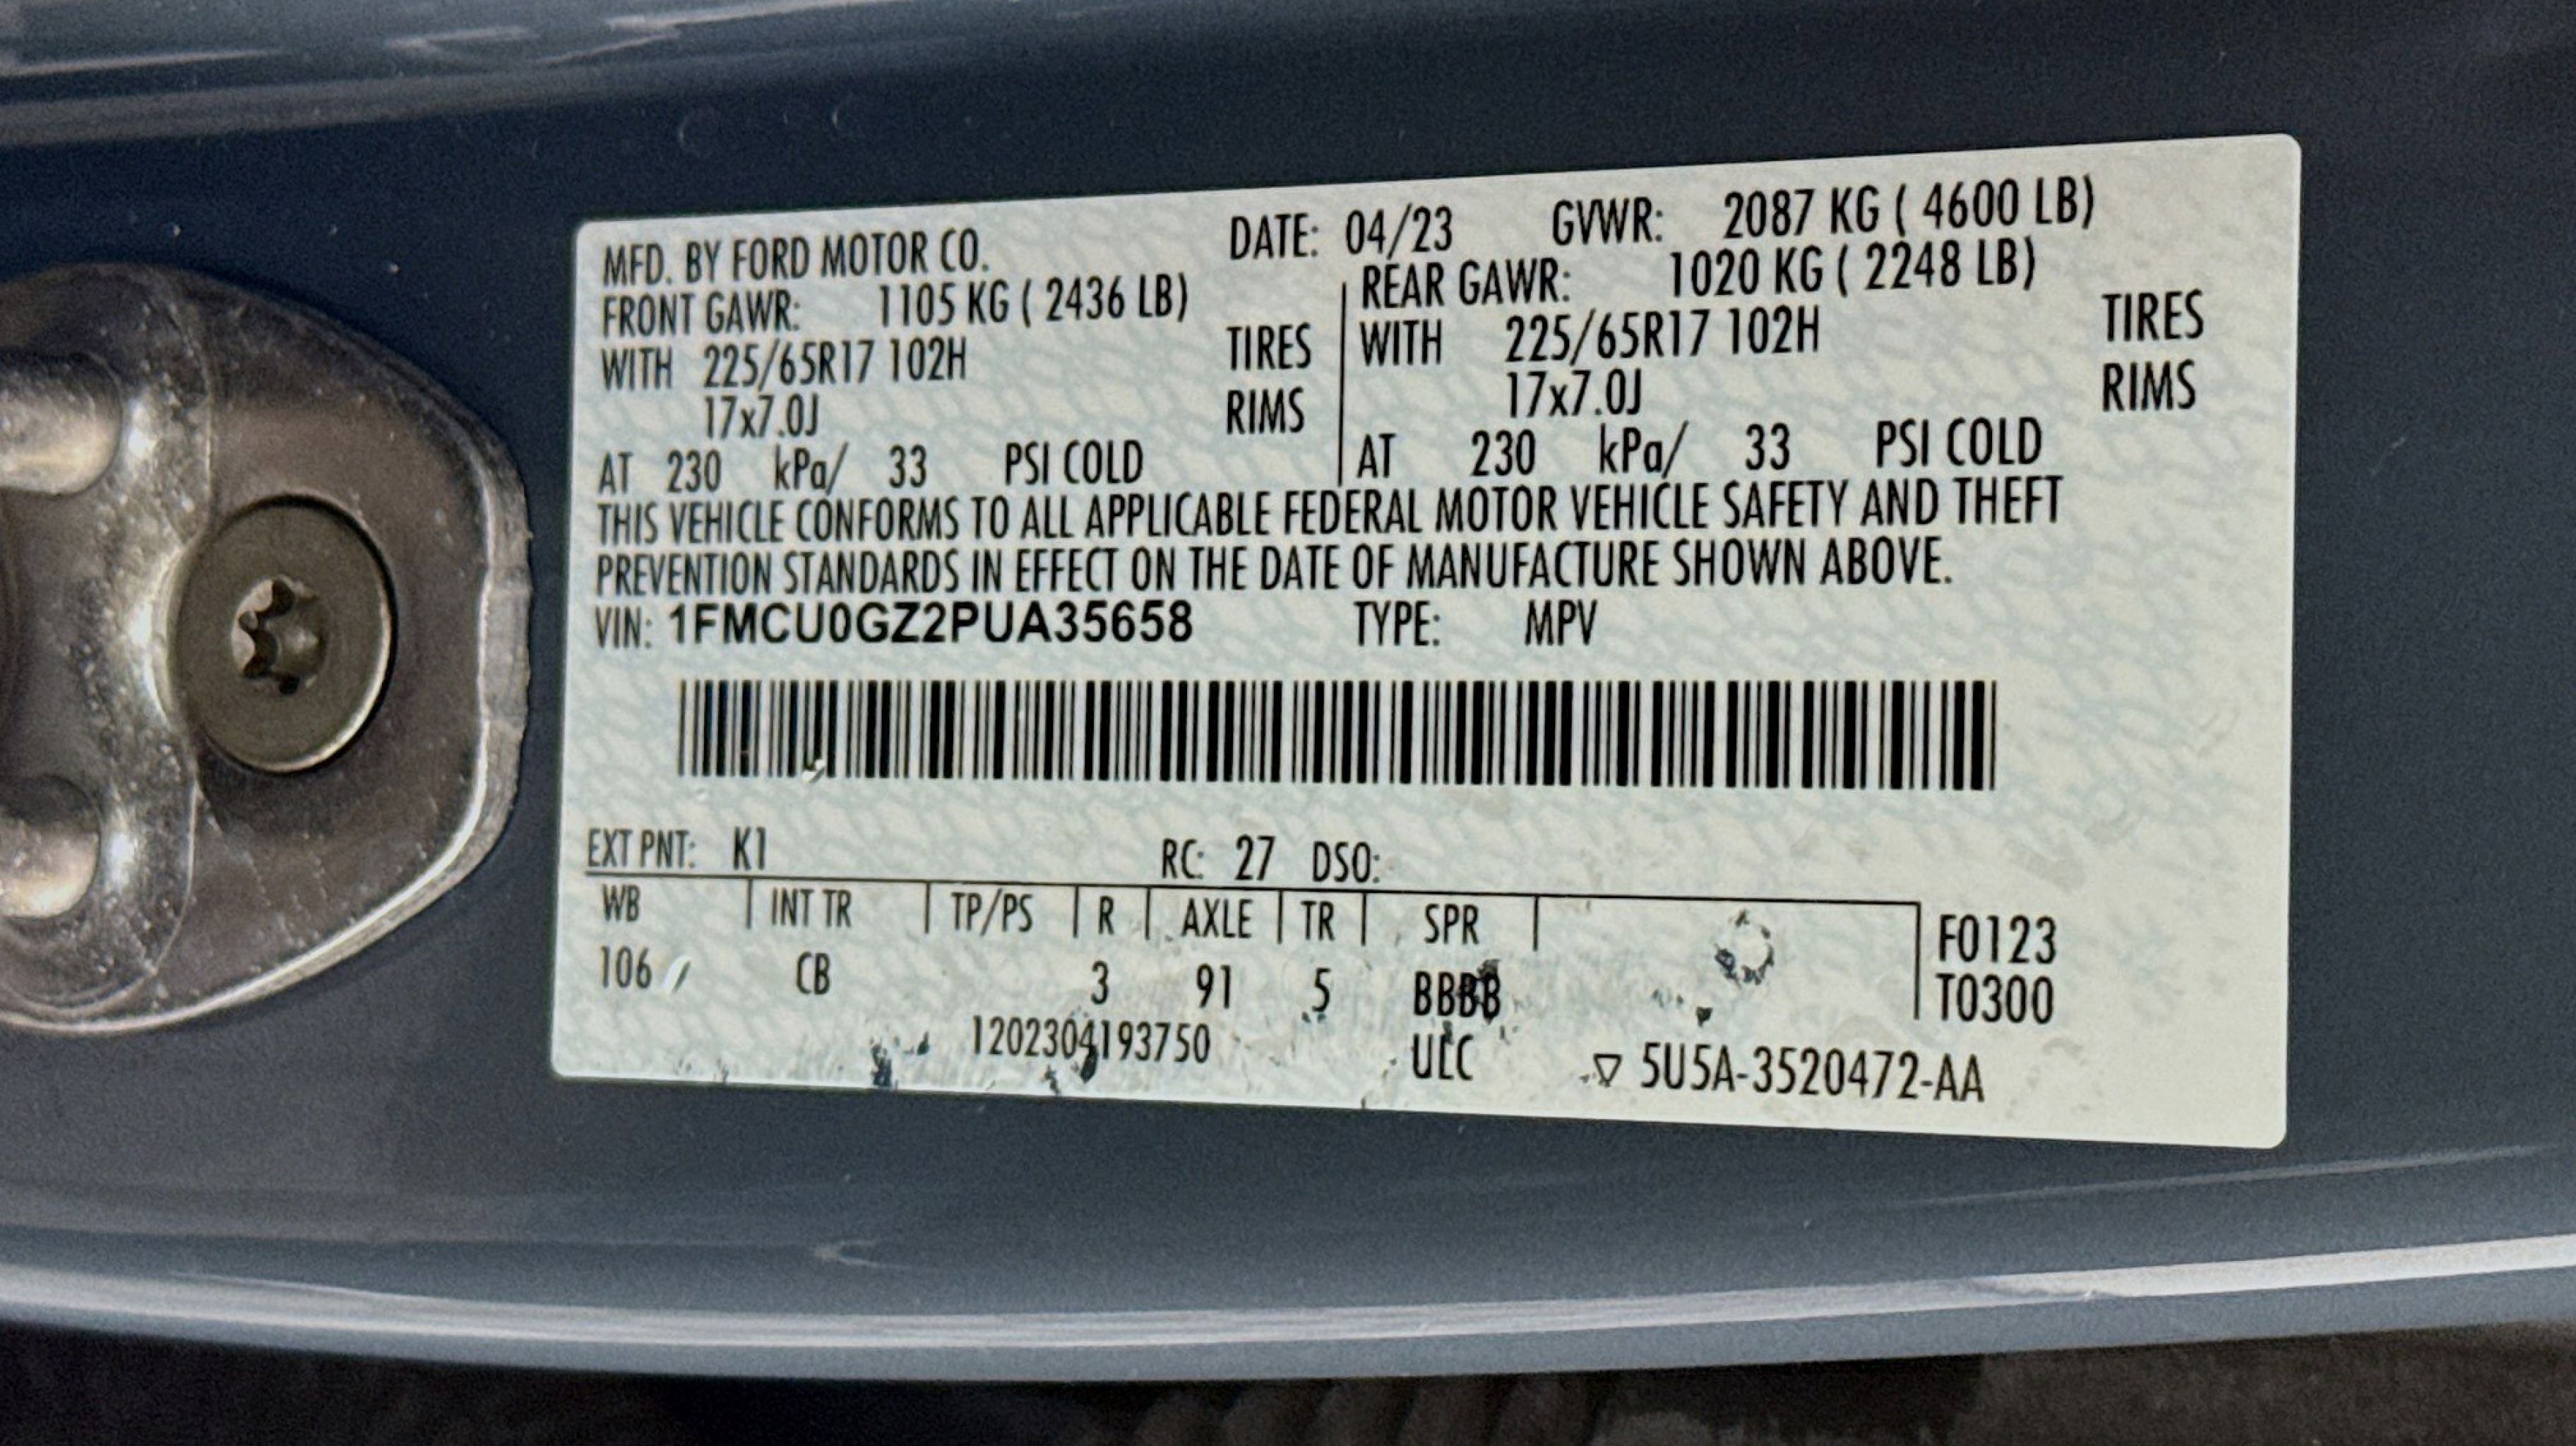 MFD. BY FORD MOTOR CO. DATE: 04/23 GVWR: 2087 KG ( 4600 LB)
FRONT GAWR: 1105 KG ( 2436 LB) REAR GAWR: 1020 KG ( 2248 LB)
WITH 225/65R17 102H TIRES WITH 225/65R17 102H TIRES
17x7.0J RIMS 17x7.0J RIMS
AT 230 kPa/ 33 PSI COLD AT 230 kPa/ 33 PSI COLD
THIS VEHICLE CONFORMS TO ALL APPLICABLE FEDERAL MOTOR VEHICLE SAFETY AND THEFT
PREVENTION STANDARDS IN EFFECT ON THE DATE OF MANUFACTURE SHOWN ABOVE.
VIN: 1FMCU0GZ2PUA35658 TYPE: MPV
EXT PNT: K1 RC: 27 DSO:
WB INT TR TP/PS R AXLE TR SPR F0123
106 CB 3 91 5 BBBB T0300
1202304193750 ULC ▽ 5U5A-3520472-AA